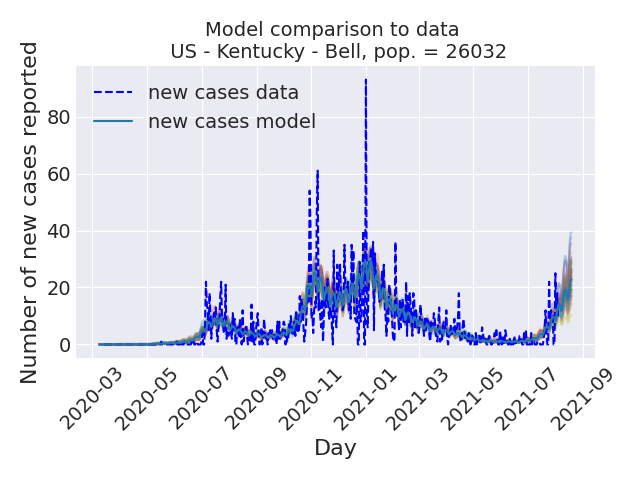 Model comparison to data
US - Kentucky - Bell, pop. = 26032
Number of new cases reported
80
60
40
20
0
new cases data
new cases model
2020-03
2020-05
2020-07
2020-09
2020-11
2021-01
2021-03
2021-05
2021-07
2021-09
Day